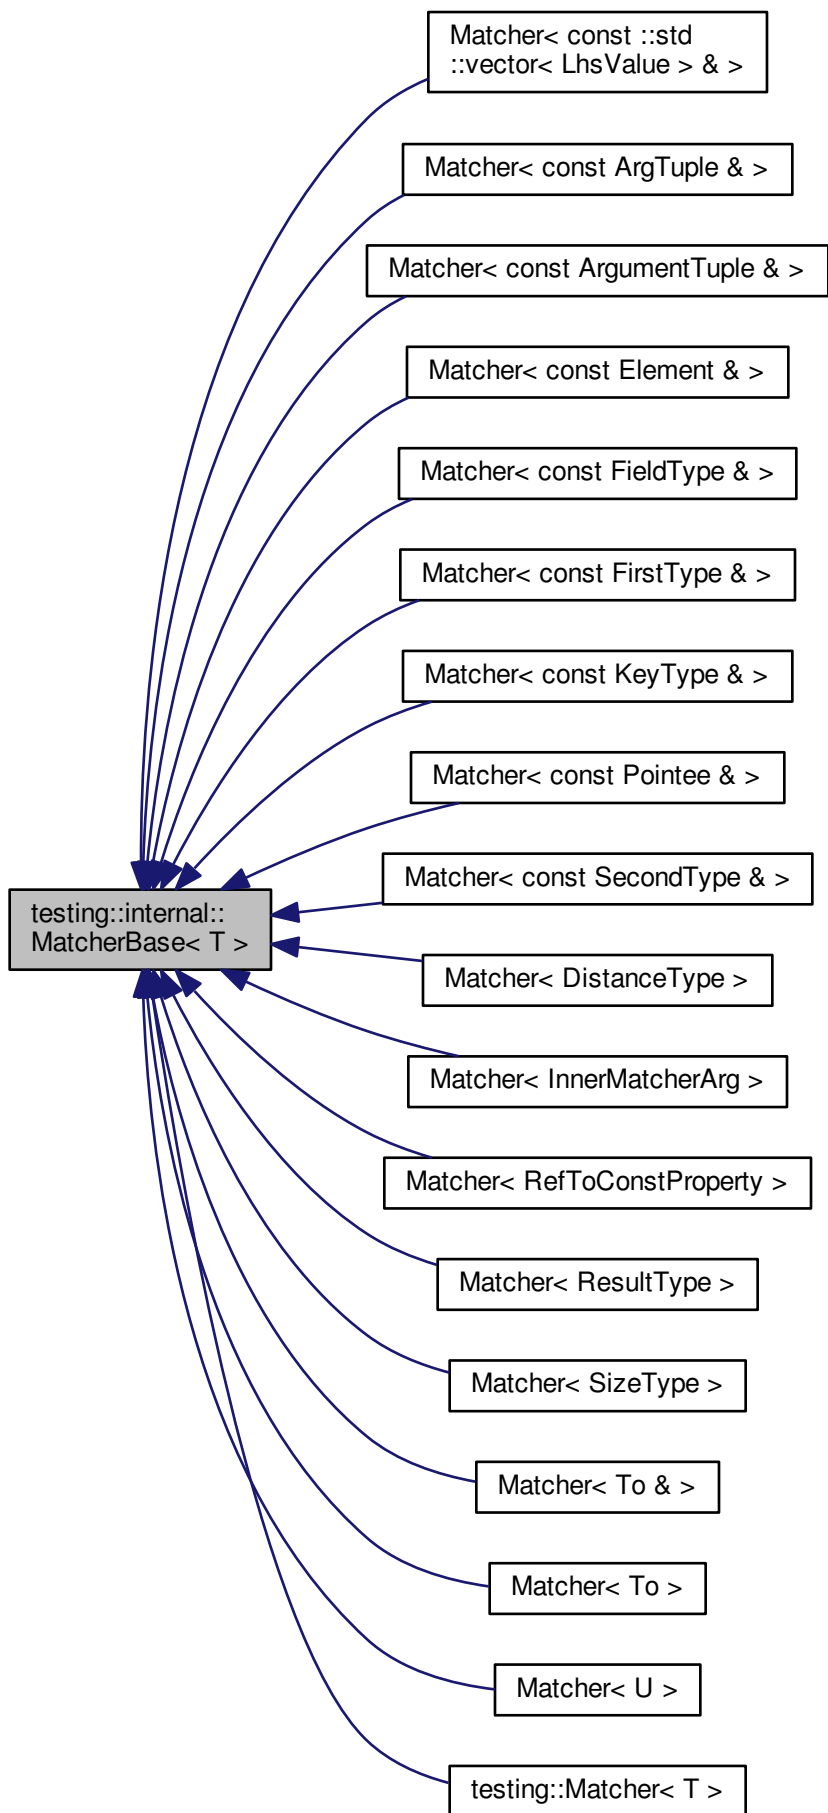 Matcher< const ::std
::vector< LhsValue > & >
Matcher< const ArgTuple & >
Matcher< const ArgumentTuple & >
Matcher< const Element & >
Matcher< const FieldType & >
Matcher< const FirstType & >
Matcher< const KeyType & >
Matcher< const Pointee & >
Matcher< const SecondType & >
testing::internal::
MatcherBase< T >
Matcher< DistanceType >
Matcher< InnerMatcherArg >
Matcher< RefToConstProperty >
Matcher< ResultType >
Matcher< SizeType >
Matcher< To & >
Matcher< To >
Matcher< U >
testing::Matcher< T >